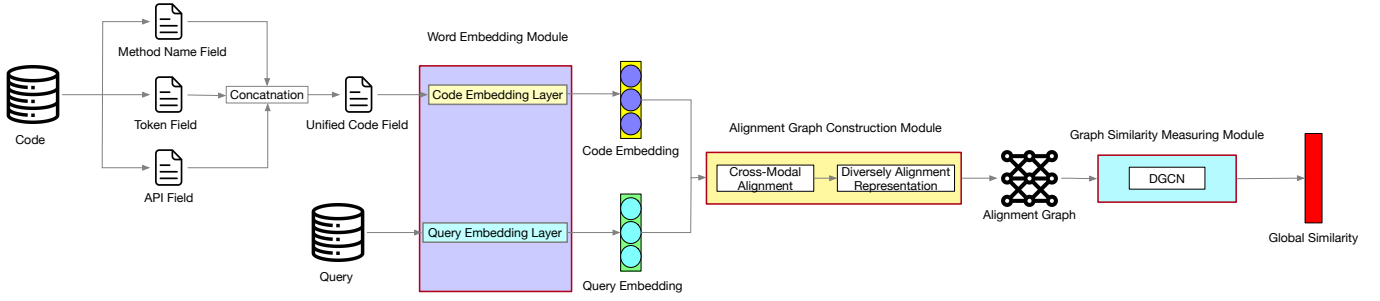 Method Name Field
Word Embedding Module
Code
Token Field
Concatnation
Unified Code Field
Code Embedding Layer
Code Embedding
API Field
Query
Query Embedding Layer
Query Embedding
Alignment Graph Construction Module
Cross-Modal
Alignment
Diversely Alignment
Representation
Alignment Graph
Graph Similarity Measuring Module
DGCN
Global Similarity